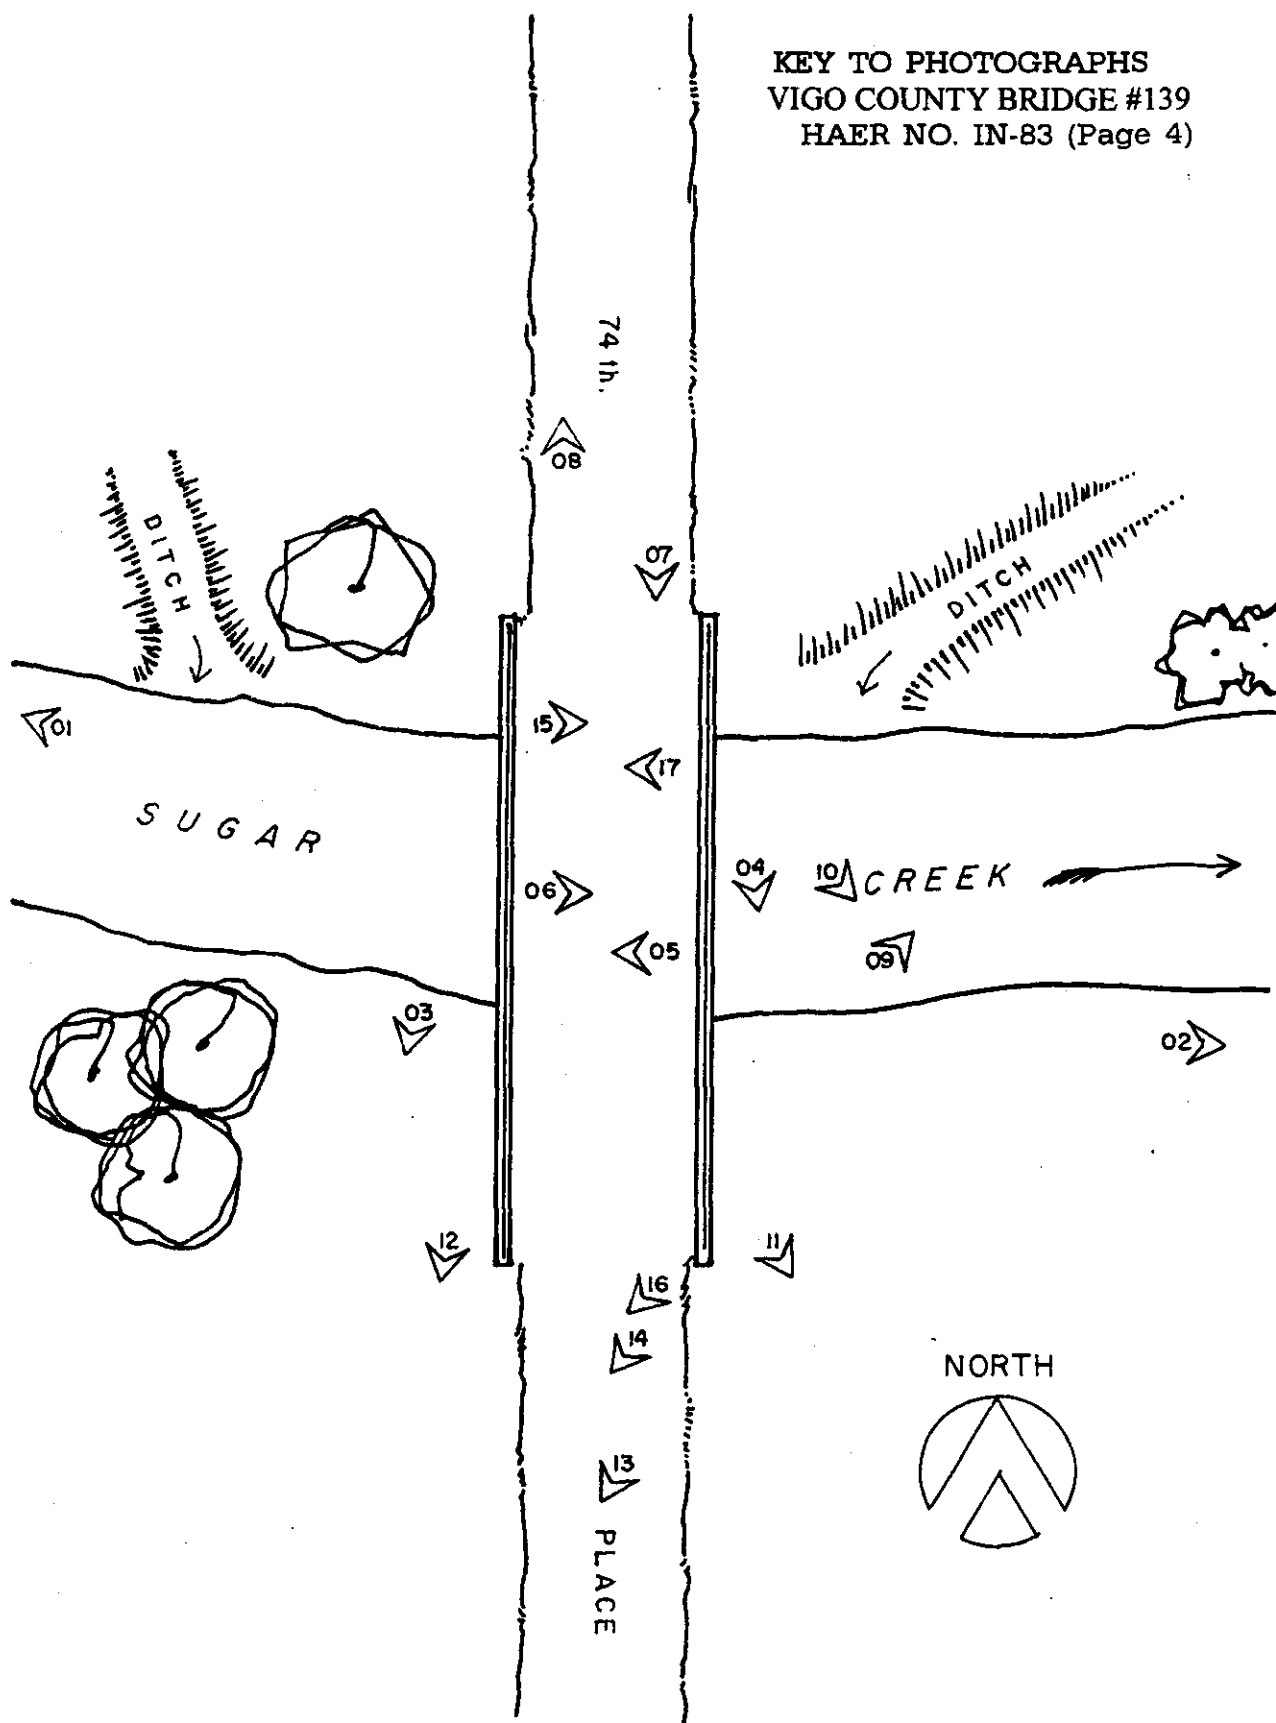 KEY TO PHOTOGRAPHS
VIGO COUNTY BRIDGE #139
HAER NO. IN-83 (Page 4)
74 th.
08
DITCH
07
DITCH
01
15
17
SUGAR
06
04
10
CREEK
05
09
03
02
12
11
16
14
NORTH
13
PLACE